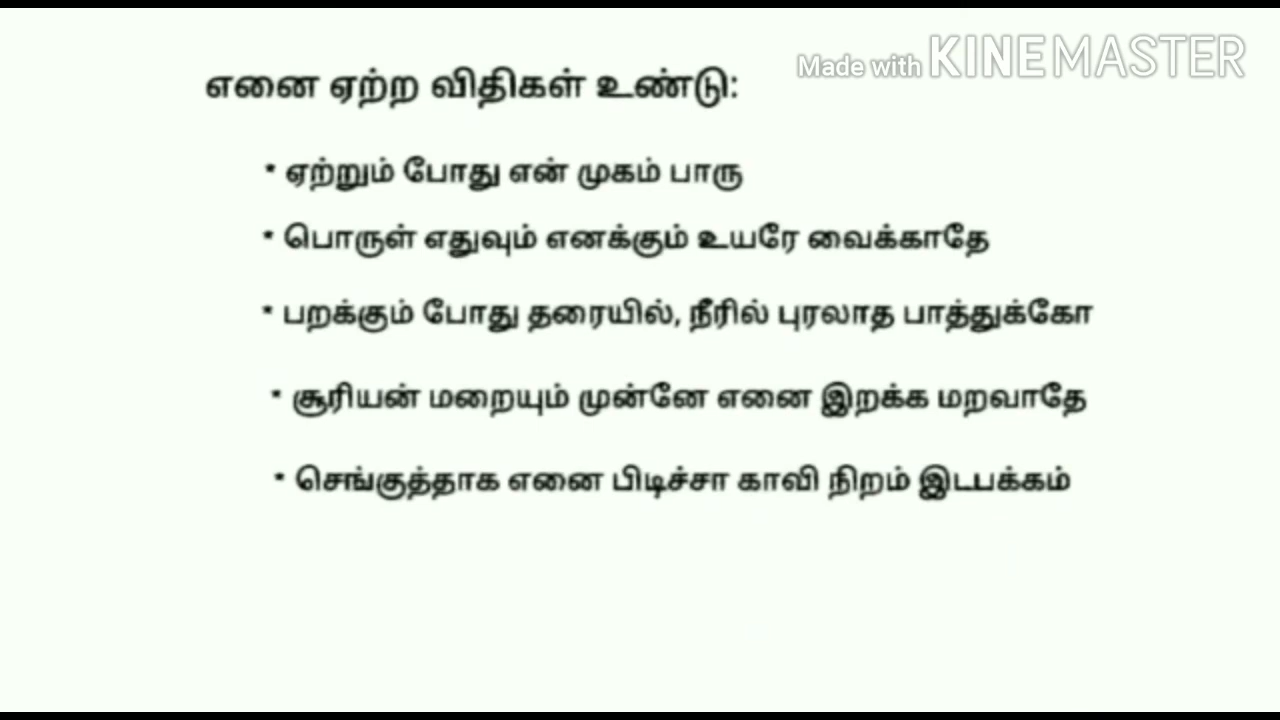 Made with KINEMASTER
எனை ஏற்ற விதிகள் உண்டு:
* ஏற்றும் போது என் முகம் பாரு
* பொருள் எதுவும் எனக்கும் உயரே வைக்காதே
* பறக்கும் போது தரையில், நீரில் புரலாத பாத்துக்கோ
* சூரியன் மறையும் முன்னே எனை இறக்க மறவாதே
* செங்குத்தாக எனை பிடிச்சா காவி நிறம் இடபக்கம்